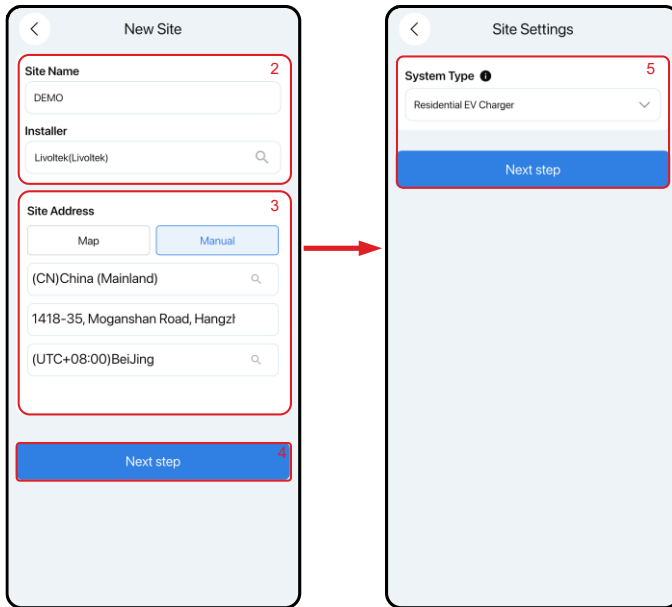 New Site
Site Name
2
DEMO
Installer
Livoltek(Livoltek)
Site Address
3
Map
Manual
(CN)China (Mainland)
1418-35, Moganshan Road, Hangzł
(UTC+08:00)BeiJing
Next step
4
Site Settings
System Type
5
Residential EV Charger
Next step